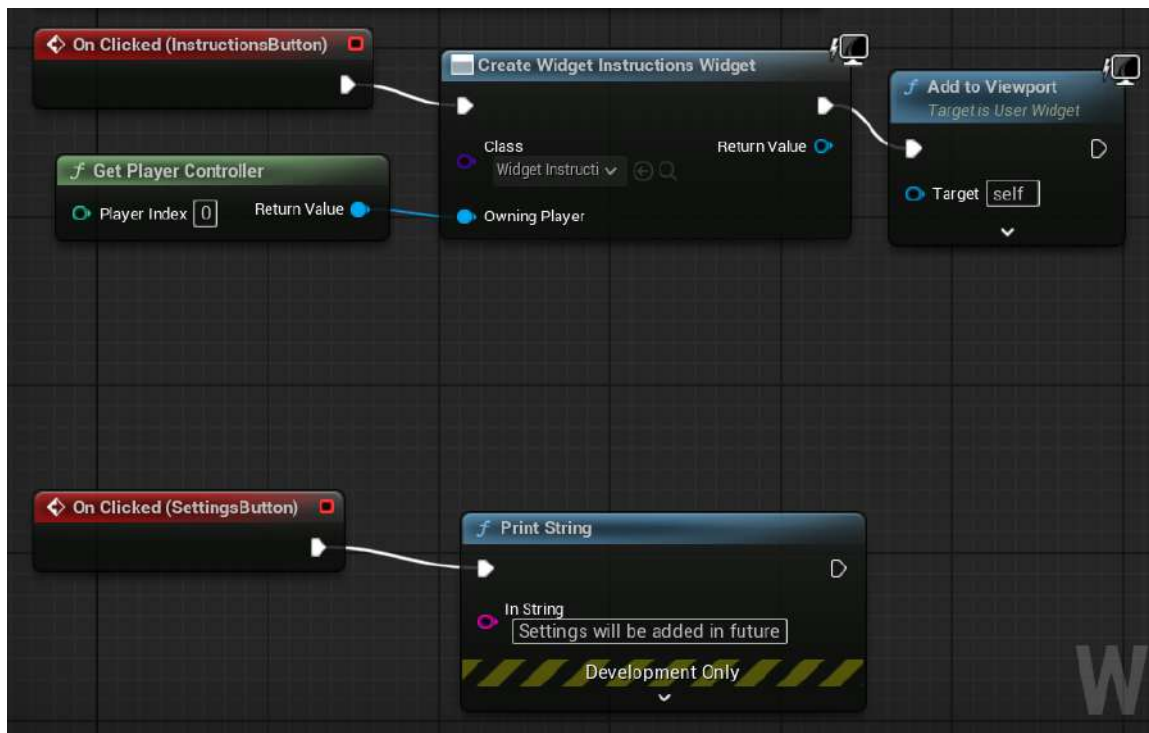 On Clicked (InstructionsButton)
Create Widget Instructions Widget
Add to Viewport
Target is User Widget
Class
Widget Instructi
Return Value
Target self
Get Player Controller
Player Index 0
Return Value
Owning Player
On Clicked (SettingsButton)
Print String
In String
Settings will be added in future
Development Only
W